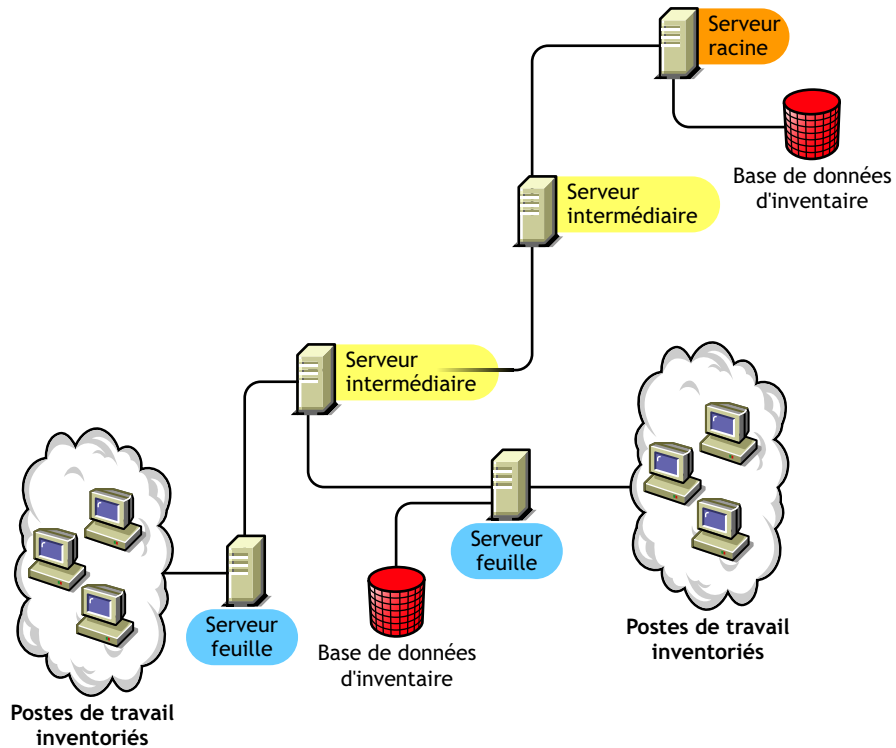 Serveur
racine
Base de données
d'inventaire
Serveur
intermédiaire
Serveur
intermédiaire
Serveur
feuille
Serveur
feuille
Base de données
d'inventaire
Postes de travail
inventoriés
Postes de travail
inventoriés